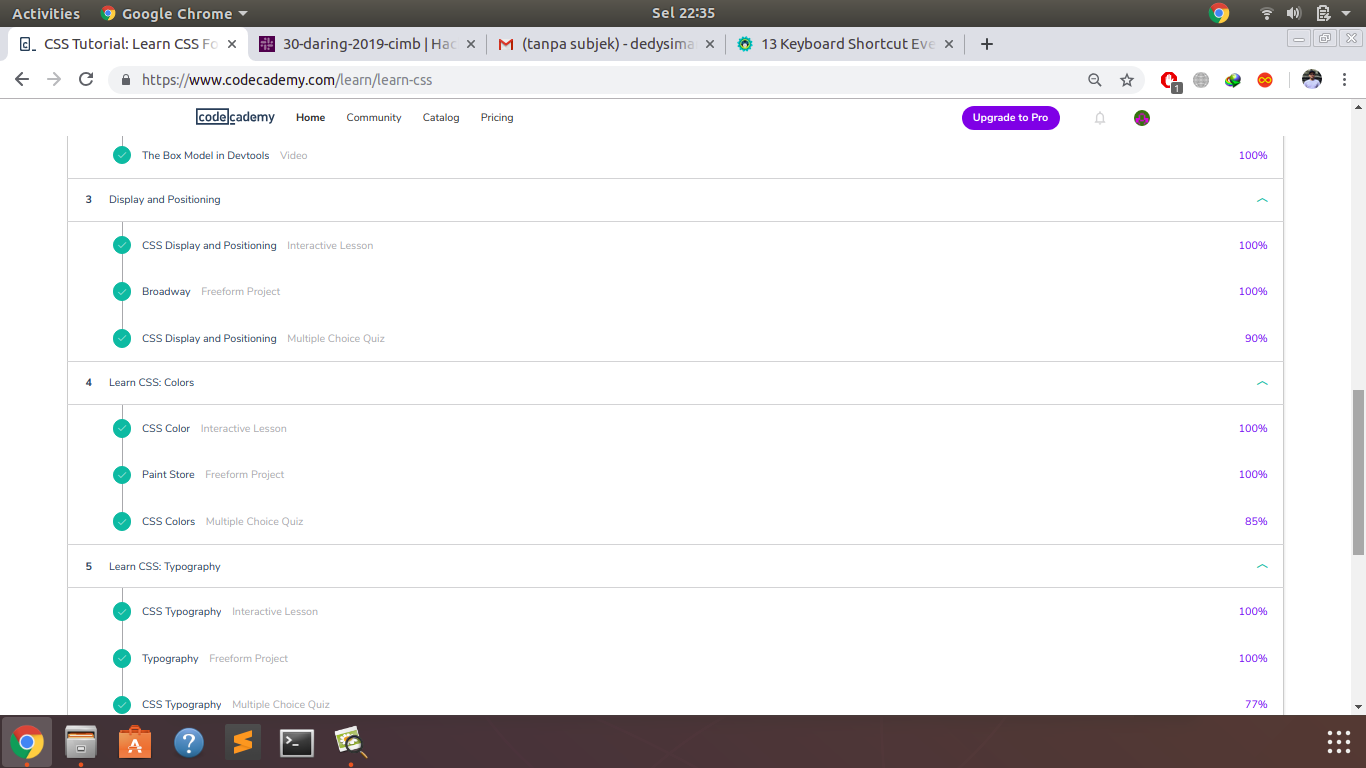 Activities Google Chrome Sel 22:35
CSS Tutorial: Learn CSS Fo 30-daring-2019-cimb | Hac (tanpa subjek) - dedysima 13 Keyboard Shortcut Eve
https://www.codecademy.com/learn/learn-css 1
codecademy Home Community Catalog Pricing Upgrade to Pro
The Box Model in Devtools Video 100%
3 Display and Positioning
CSS Display and Positioning Interactive Lesson 100%
Broadway Freeform Project 100%
CSS Display and Positioning Multiple Choice Quiz 90%
4 Learn CSS: Colors
CSS Color Interactive Lesson 100%
Paint Store Freeform Project 100%
CSS Colors Multiple Choice Quiz 85%
5 Learn CSS: Typography
CSS Typography Interactive Lesson 100%
Typography Freeform Project 100%
CSS Typography Multiple Choice Quiz 77%